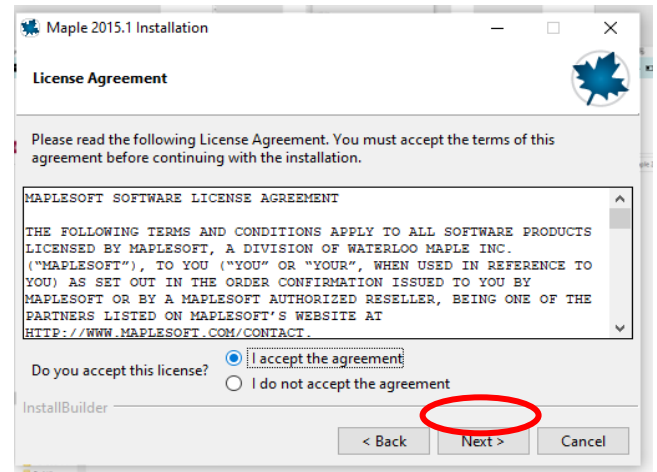 Maple 2015.1 Installation
License Agreement
Please read the following License Agreement. You must accept the terms of this
agreement before continuing with the installation.
MAPLESOFT SOFTWARE LICENSE AGREEMENT
THE FOLLOWING TERMS AND CONDITIONS APPLY TO ALL SOFTWARE PRODUCTS
LICENSED BY MAPLESOFT, A DIVISION OF WATERLOO MAPLE INC.
("MAPLESOFT"), TO YOU ("YOU" OR "YOUR", WHEN USED IN REFERENCE TO
YOU) AS SET OUT IN THE ORDER CONFIRMATION ISSUED TO YOU BY
MAPLESOFT OR BY A MAPLESOFT AUTHORIZED RESELLER, BEING ONE OF THE
PARTNERS LISTED ON MAPLESOFT'S WEBSITE AT
HTTP://WWW.MAPLESOFT.COM/CONTACT.
Do you accept this license?
I accept the agreement
I do not accept the agreement
InstallBuilder
< Back Next > Cancel